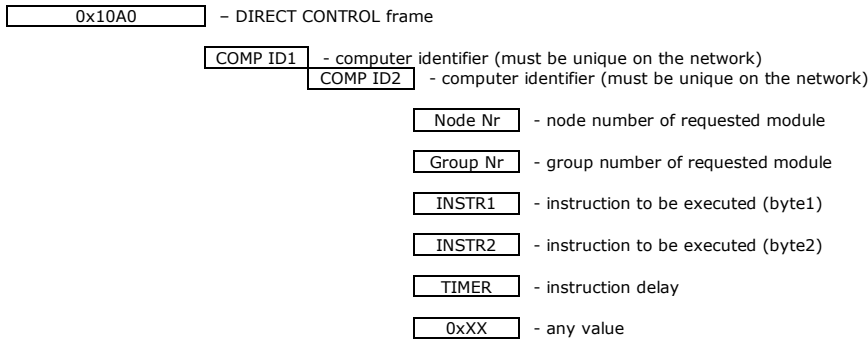 0x10A0 – DIRECT CONTROL frame
COMP ID1 - computer identifier (must be unique on the network)
COMP ID2 - computer identifier (must be unique on the network)
Node Nr - node number of requested module
Group Nr - group number of requested module
INSTR1 - instruction to be executed (byte1)
INSTR2 - instruction to be executed (byte2)
TIMER - instruction delay
0xXX - any value